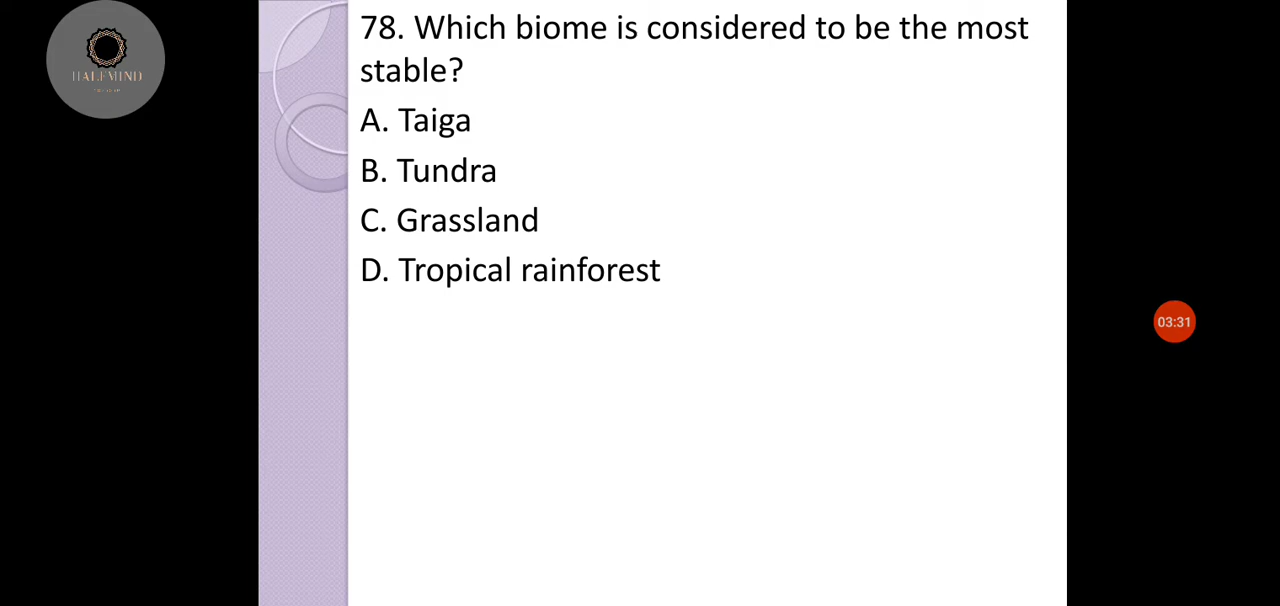 HALFMIND
78. Which biome is considered to be the most
stable?
A. Taiga
B. Tundra
C. Grassland
D. Tropical rainforest
03:31